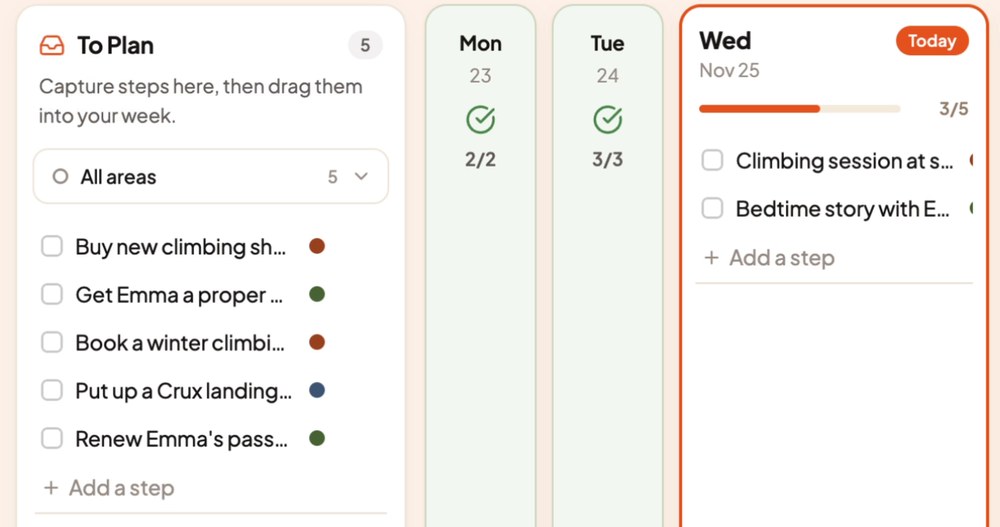 To Plan
5
Capture steps here, then drag them
into your week.
All areas
5
Buy new climbing sh...
Get Emma a proper ...
Book a winter climbi...
Put up a Crux landing...
Renew Emma's pass...
+ Add a step
Mon
23
2/2
Tue
24
3/3
Wed
Today
Nov 25
3/5
Climbing session at s...
Bedtime story with E...
+ Add a step